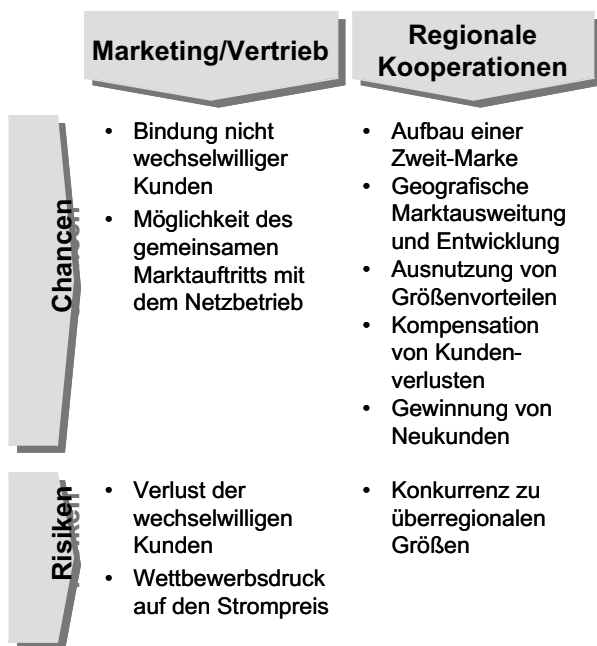 Marketing/Vertrieb
Regionale
Kooperationen
Chancen
• Bindung nicht
wechselwilliger
Kunden
• Möglichkeit des
gemeinsamen
Marktauftritts mit
dem Netzbetrieb
• Aufbau einer
Zweit-Marke
• Geografische
Marktausweitung
und Entwicklung
• Ausnutzung von
Größenvorteilen
• Kompensation
von Kunden-
verlusten
• Gewinnung von
Neukunden
Risiken
• Verlust der
wechselwilligen
Kunden
• Wettbewerbsdruck
auf den Strompreis
• Konkurrenz zu
überregionalen
Größen